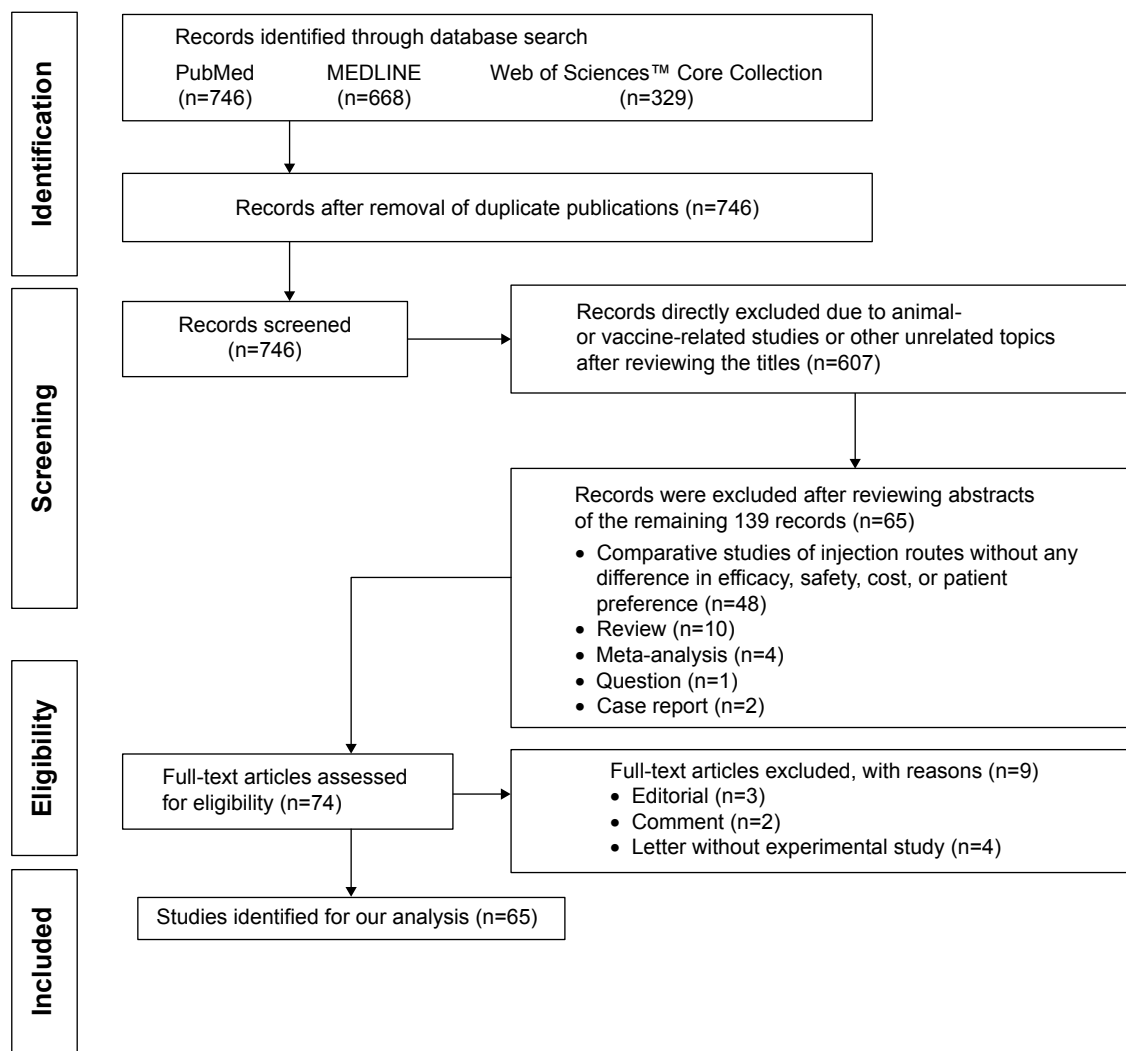 Identification
Records identified through database search
PubMed MEDLINE Web of Sciences™ Core Collection
(n=746) (n=668) (n=329)
Records after removal of duplicate publications (n=746)
Screening
Records screened
(n=746)
Records directly excluded due to animal-
or vaccine-related studies or other unrelated topics
after reviewing the titles (n=607)
Records were excluded after reviewing abstracts
of the remaining 139 records (n=65)
• Comparative studies of injection routes without any
difference in efficacy, safety, cost, or patient
preference (n=48)
• Review (n=10)
• Meta-analysis (n=4)
• Question (n=1)
• Case report (n=2)
Eligibility
Full-text articles assessed
for eligibility (n=74)
Full-text articles excluded, with reasons (n=9)
• Editorial (n=3)
• Comment (n=2)
• Letter without experimental study (n=4)
Included
Studies identified for our analysis (n=65)